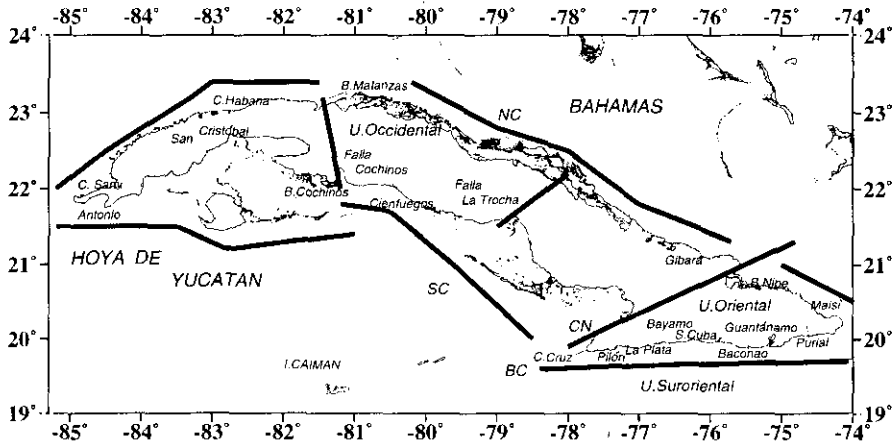 -85° -84° -83° -82° -81° -80° -79° -78° -77° -76° -75° -74°
24° 24°
B.Matanzas
C.Habana NC BAHAMAS
23° 23°
San Cristóbal U.Occidental
Falla
Cochinos
22° C. San B.Cochinos Falla 22°
Antonio Cienfuegos La Trocha
HOYA DE Gibara
21° YUCATAN 21°
SC B.Nipe
U.Oriental Maisí
CN Bayamo Guantánamo
20° S.Cuba 20°
C.Cruz Pilón La Plata Baconao Purial
I.CAIMAN BC
U.Suroriental
19° 19°
-85° -84° -83° -82° -81° -80° -79° -78° -77° -76° -75° -74°